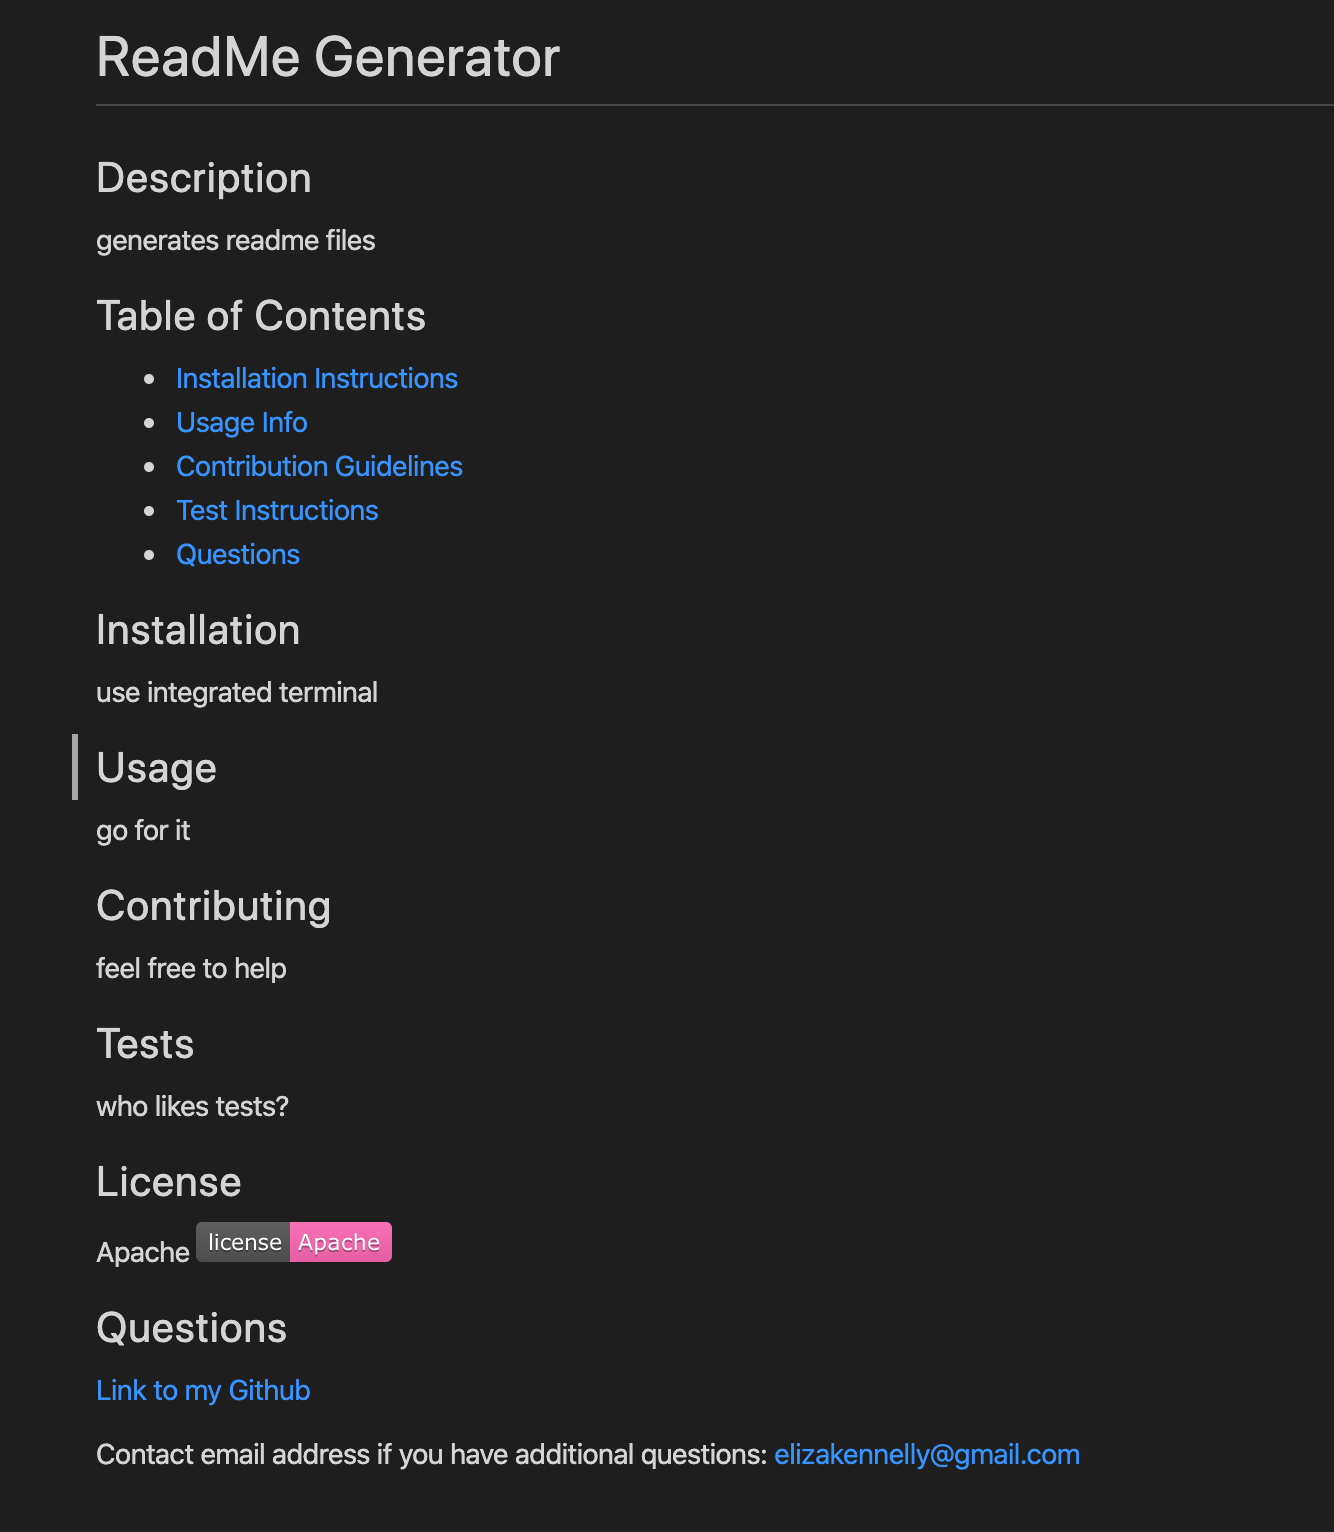 ReadMe Generator
Description
generates readme files
Table of Contents
Installation Instructions
Usage Info
Contribution Guidelines
Test Instructions
Questions
Installation
use integrated terminal
Usage
go for it
Contributing
feel free to help
Tests
who likes tests?
License
Apache license Apache
Questions
Link to my Github
Contact email address if you have additional questions: elizakennelly@gmail.com